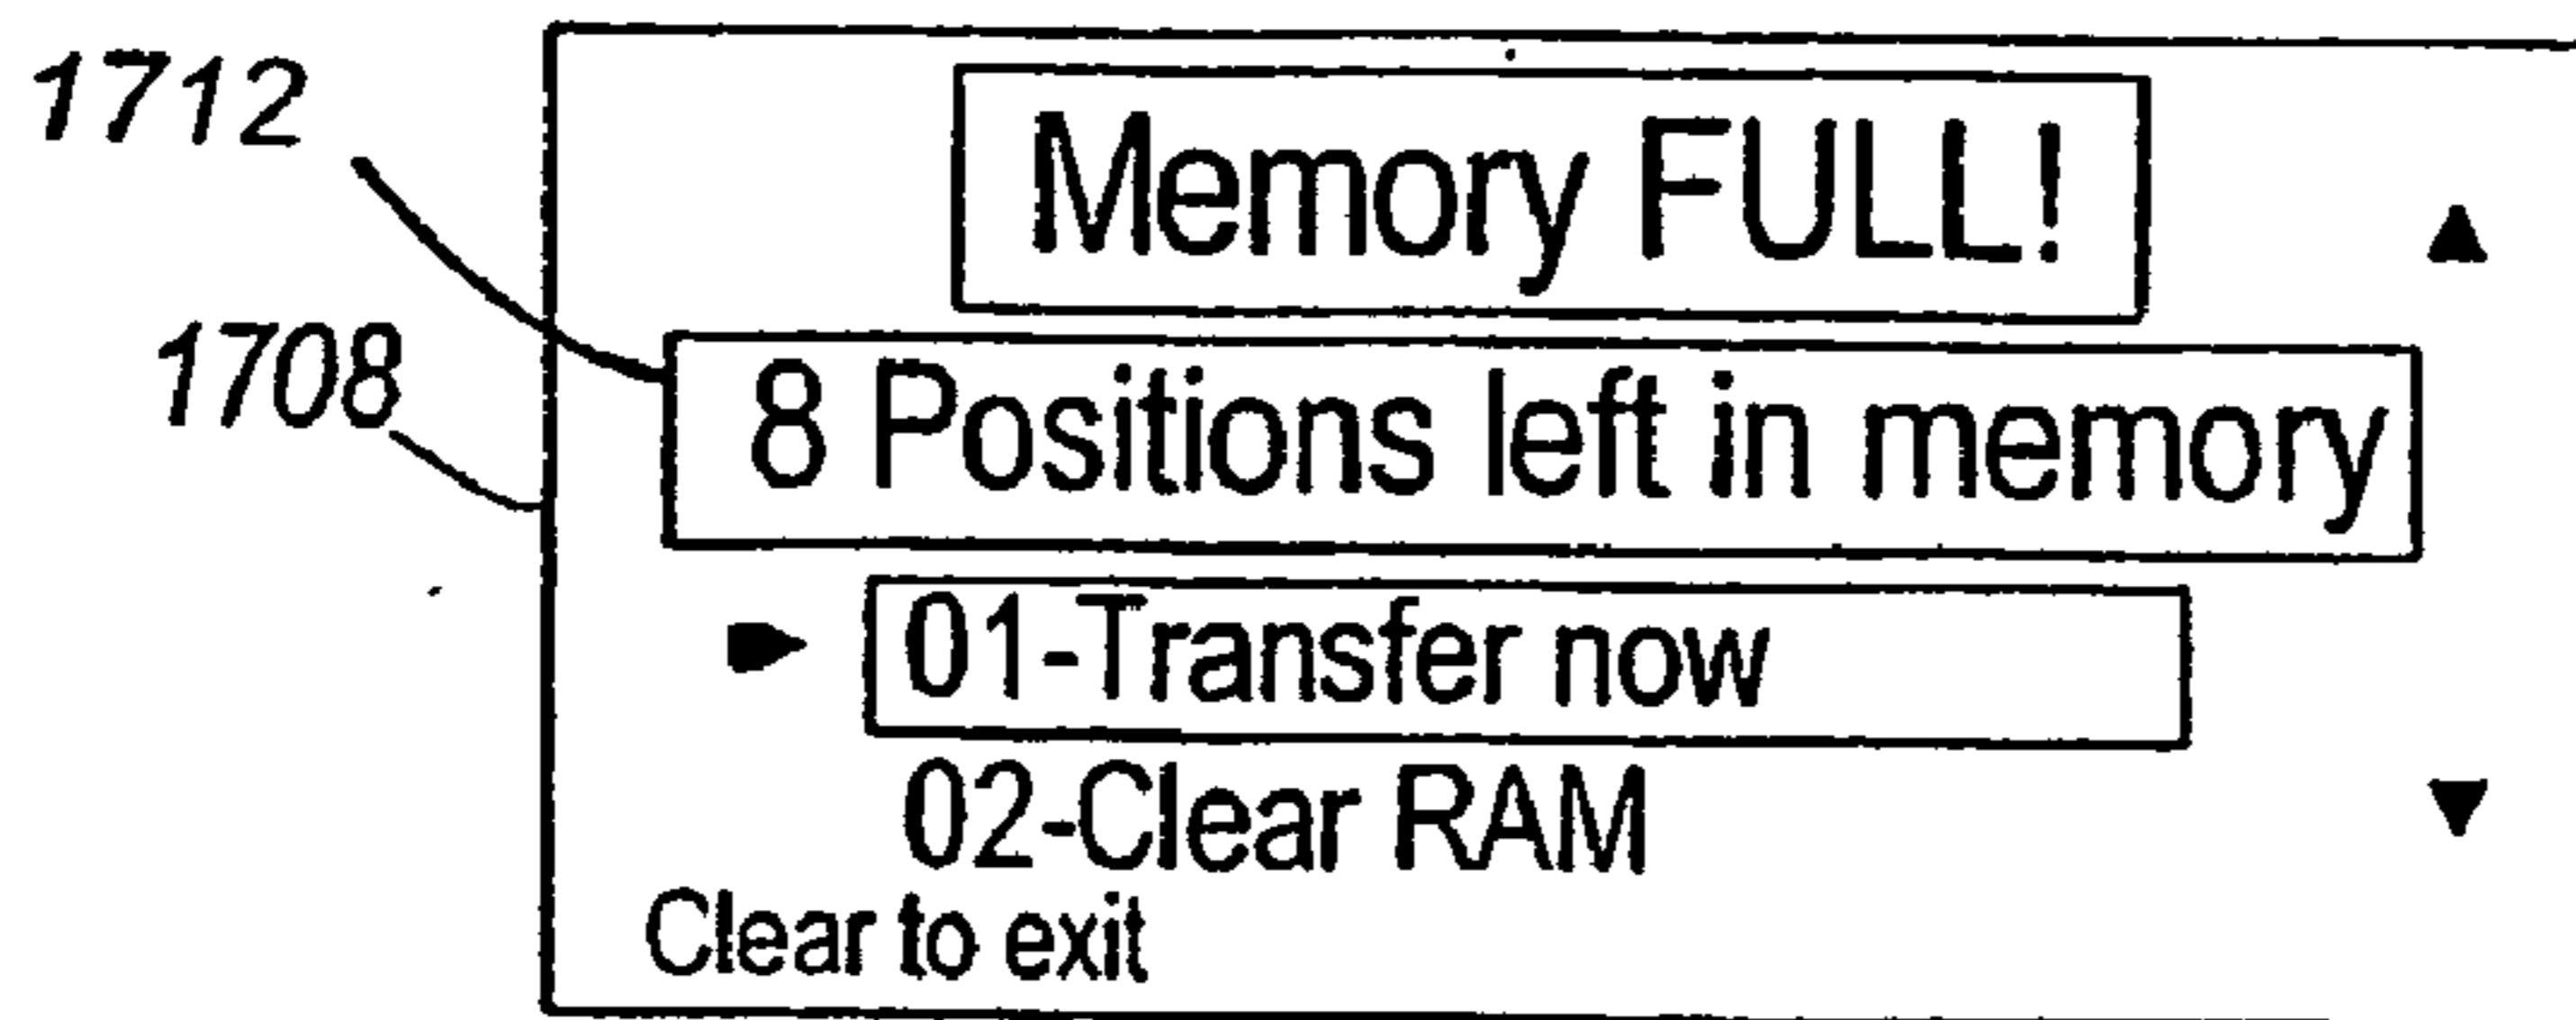 1712
Memory FULL!
1708
8 Positions left in memory
01-Transfer now
02-Clear RAM
Clear to exit